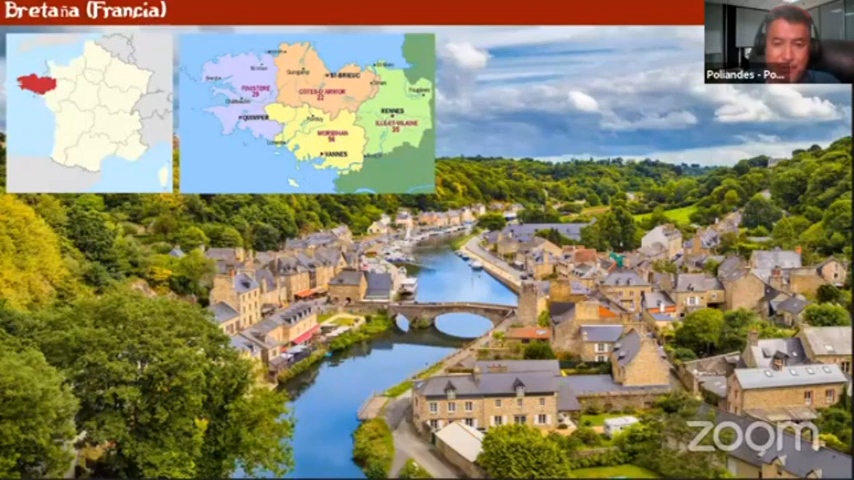 Bretaña (Francia)
Poliandes - Po...
ST-BRIEUC
FINISTÈRE
29
CÔTES-D'ARMOR
22
RENNES
ILLE-ET-VILAINE
35
QUIMPER
MORBIHAN
56
VANNES
zoom